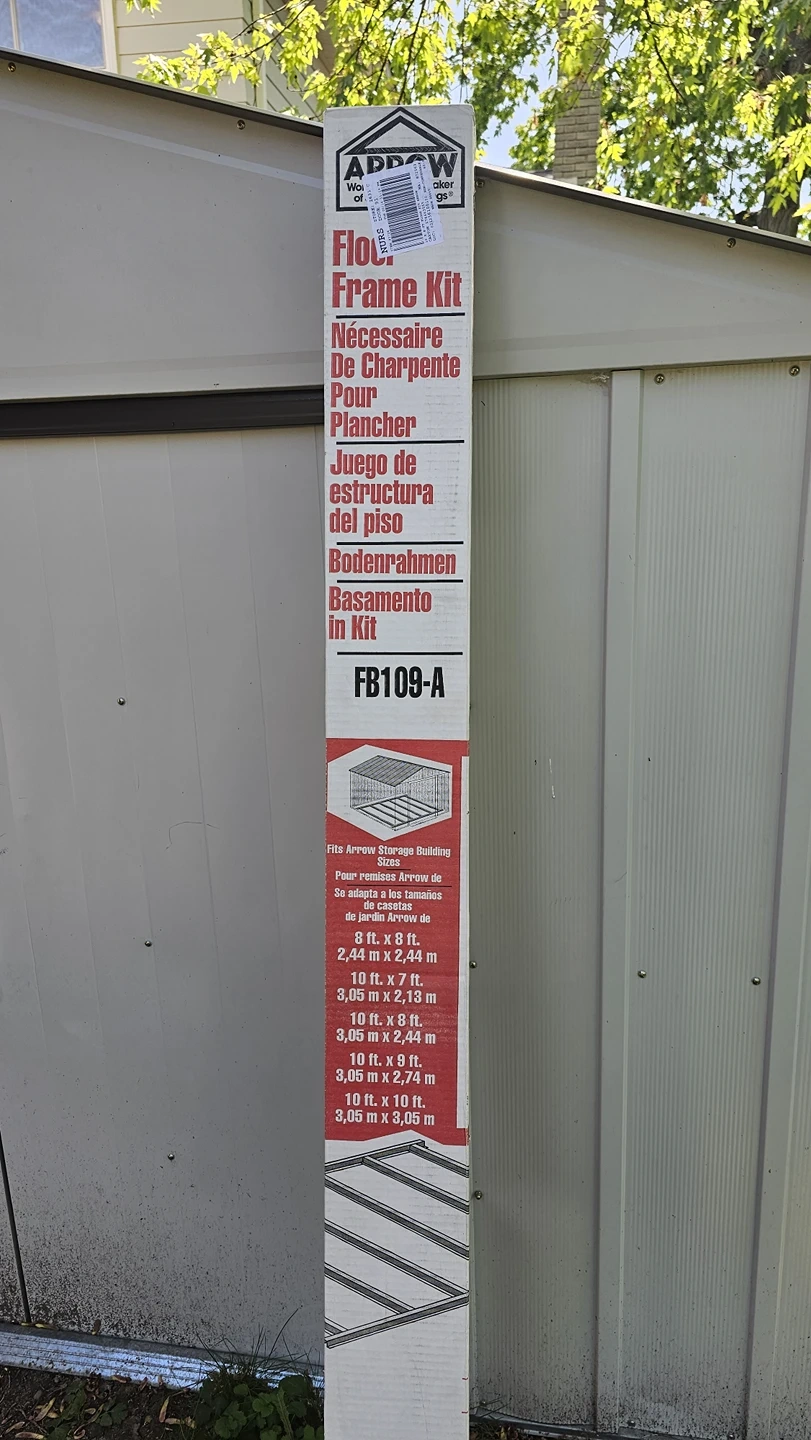 ARROW
Floor
Frame Kit
Nécessaire
De Charpente
Pour
Plancher
Juego de
estructura
del piso
Bodenrahmen
Basamento
in Kit
FB109-A
Fits Arrow Storage Building
Sizes
Pour remises Arrow de
Se adapta a los tamaños
de casetas
de jardin Arrow de
8 ft. x 8 ft.
2,44 m x 2,44 m
10 ft. x 7 ft.
3,05 m x 2,13 m
10 ft. x 8 ft.
3,05 m x 2,44 m
10 ft. x 9 ft.
3,05 m x 2,74 m
10 ft. x 10 ft.
3,05 m x 3,05 m